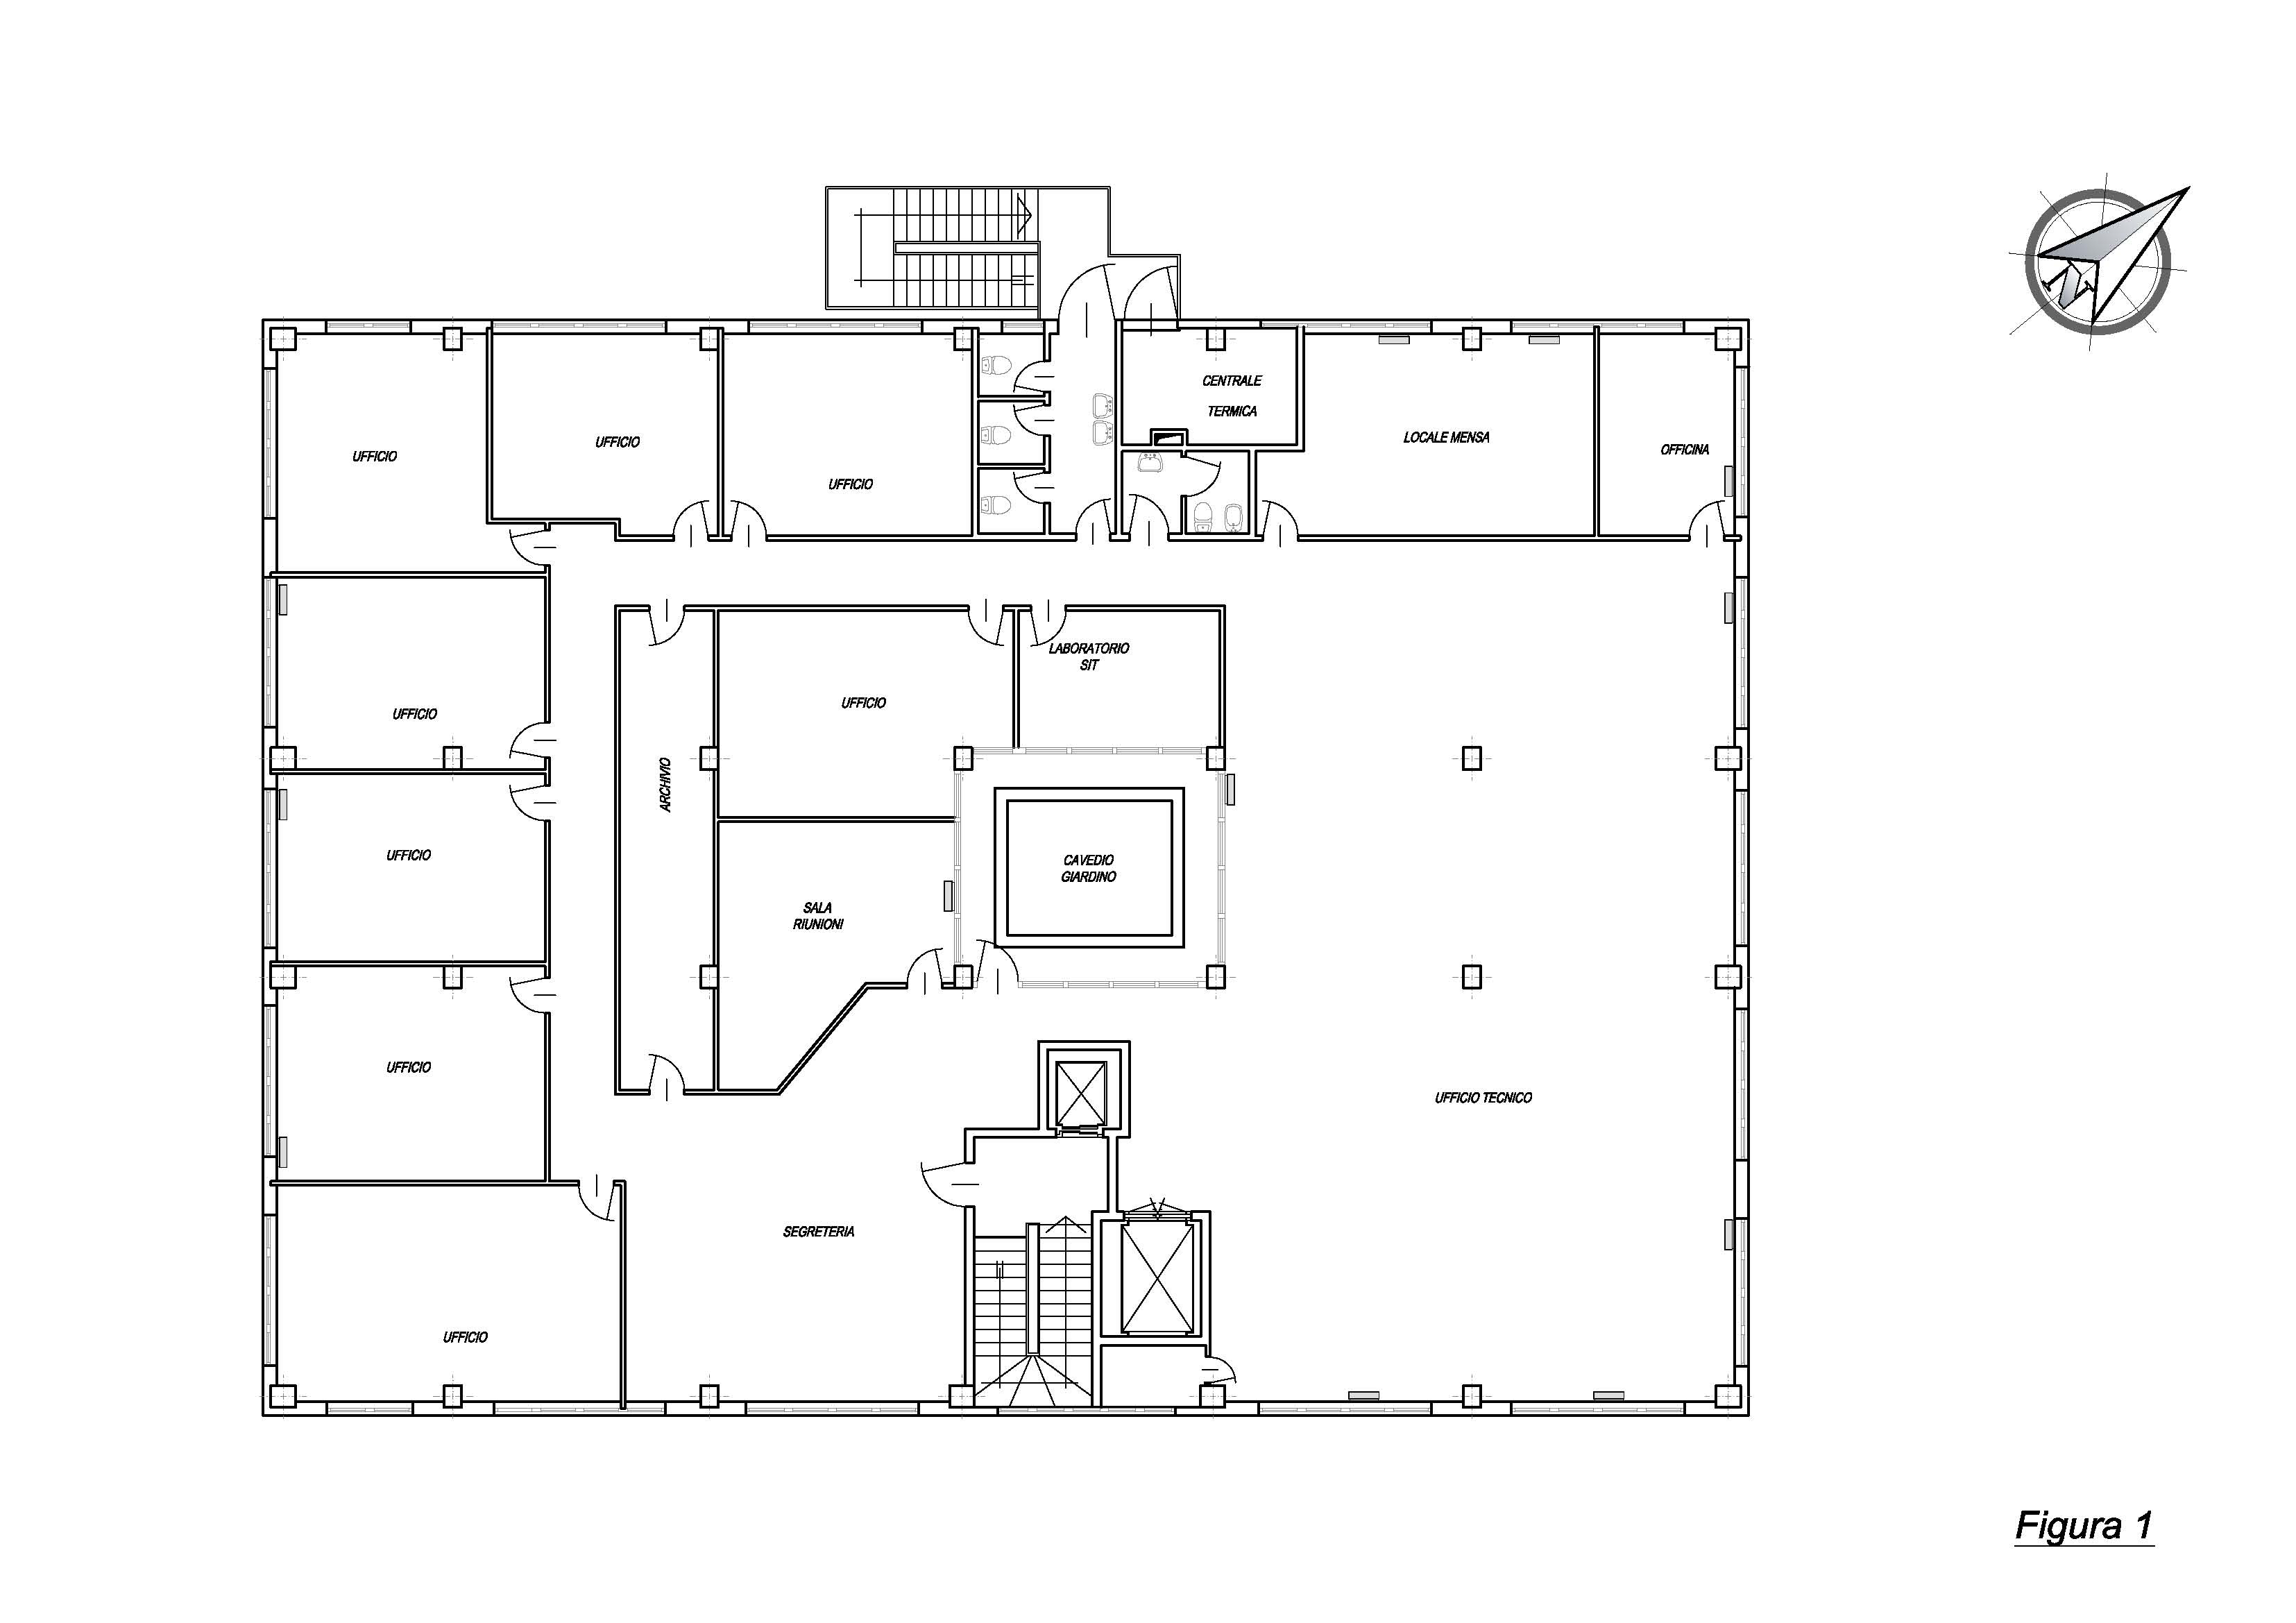 N
CENTRALE
TERMICA
LOCALE MENSA
UFFICIO
OFFICINA
UFFICIO
UFFICIO
LABORATORIO
SIT
UFFICIO
UFFICIO
ARCHIVIO
UFFICIO
CAVEDIO
GIARDINO
SALA
RIUNIONI
UFFICIO
UFFICIO TECNICO
SEGRETERIA
UFFICIO
Figura 1